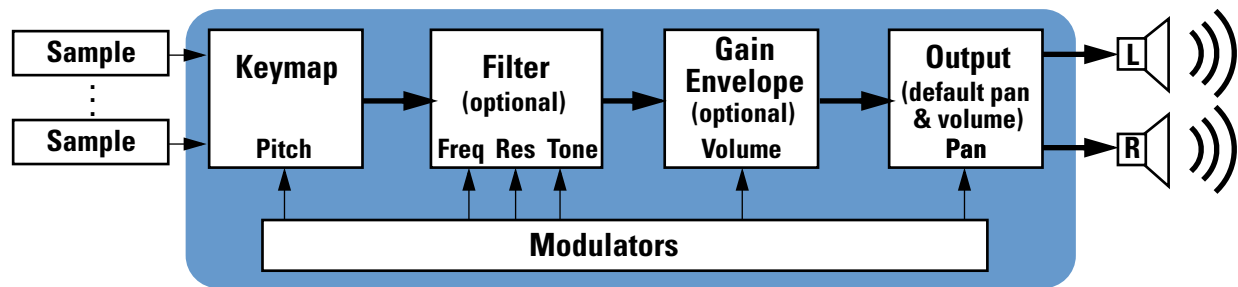 Sample
Sample
Keymap
Pitch
Filter
(optional)
Freq Res Tone
Gain
Envelope
(optional)
Volume
Output
(default pan
& volume)
Pan
L
R
Modulators